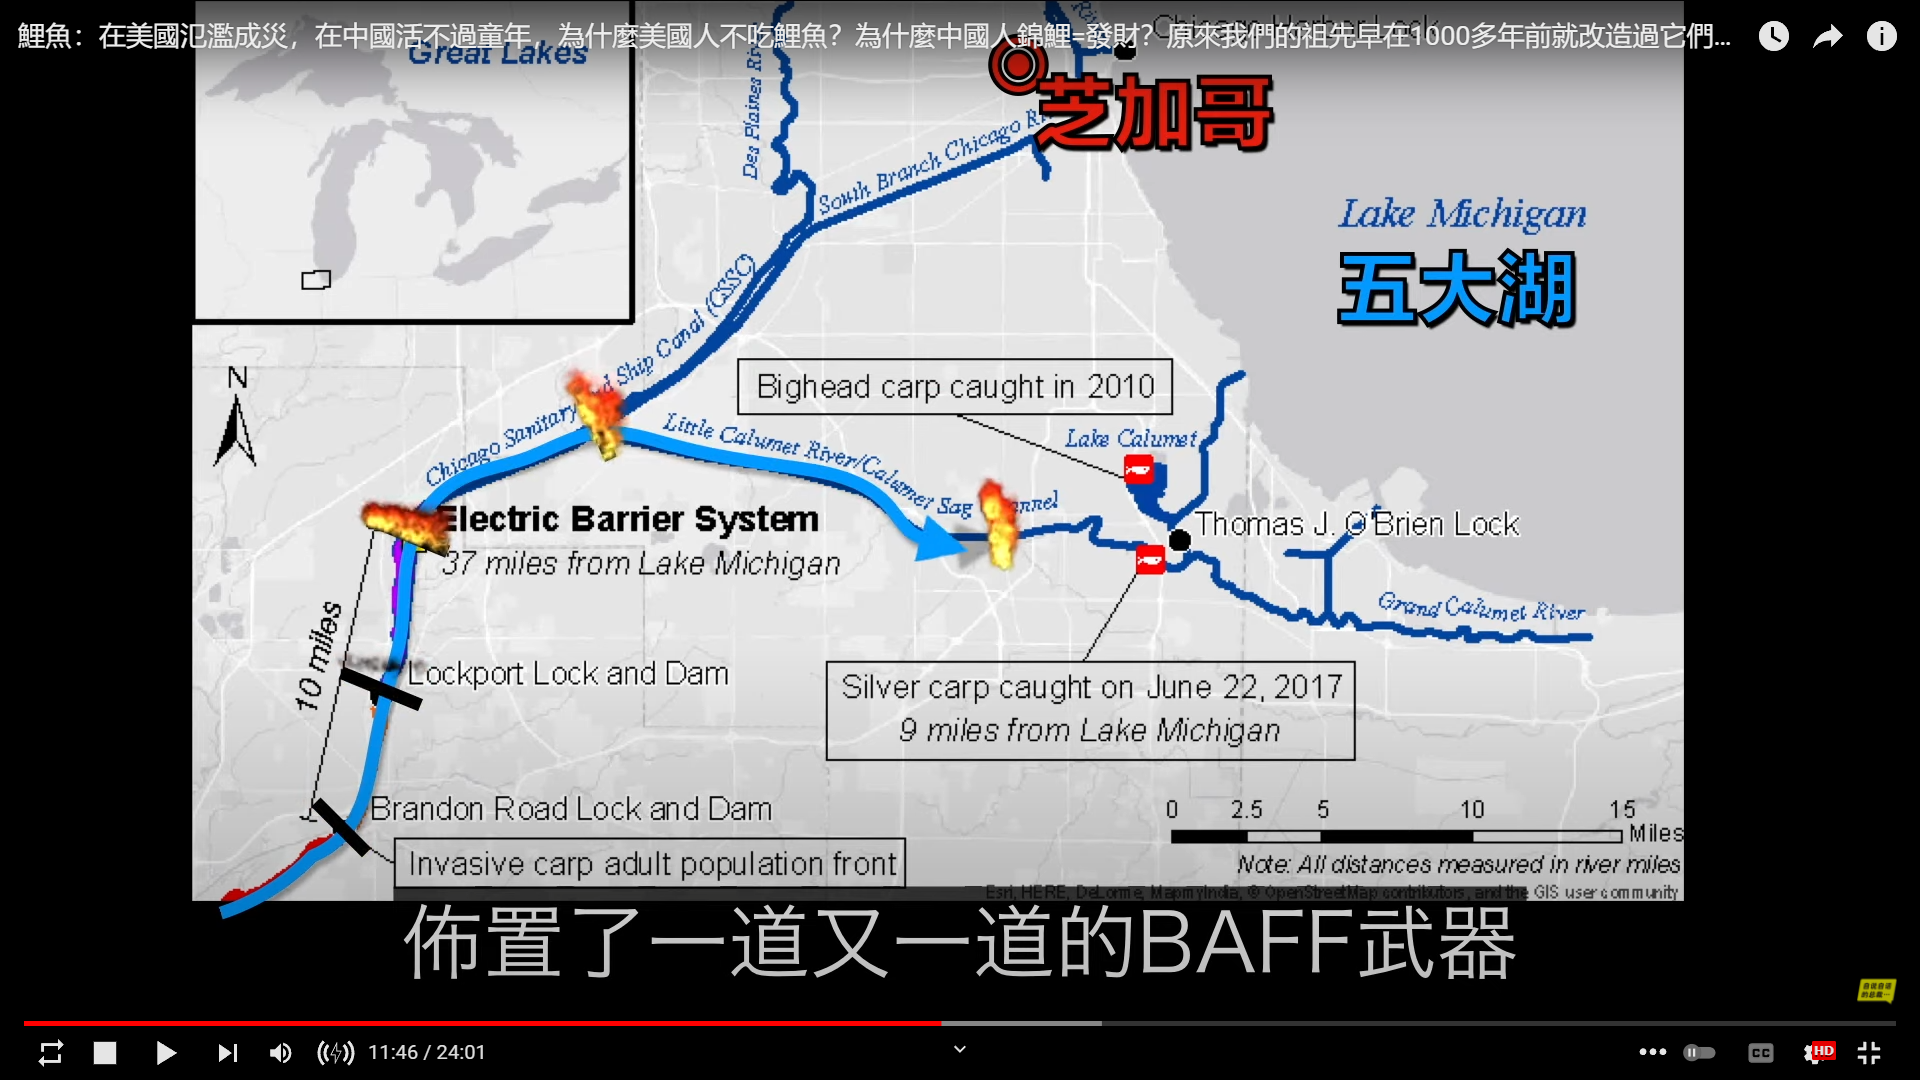 鯉魚：在美國氾濫成災，在中國活不過童年，為什麼美國人不吃鯉魚？為什麼中國人錦鯉=發財？原來我們的祖先早在1000多年前就改造過它們...
Great Lakes
Chicago Harbor Lock
Des Plaines
芝加哥
South Branch Chicago
Lake Michigan
五大湖
N
Chicago Sanitary
Ship Canal (CSSC)
Bighead carp caught in 2010
Little Calumet River/Calumet Sag
Lake Calumet
Electric Barrier System
37 miles from Lake Michigan
Thomas J. O'Brien Lock
Grand Calumet River
10 miles
Lockport Lock and Dam
Silver carp caught on June 22, 2017
9 miles from Lake Michigan
Brandon Road Lock and Dam
Invasive carp adult population front
0 2.5 5 10 15
Miles
Note: All distances measured in river miles
Esri, HERE, DeLorme, MapmyIndia, © OpenStreetMap contributors, and the GIS user community
佈置了一道又一道的BAFF武器
11:46 / 24:01
CC
HD